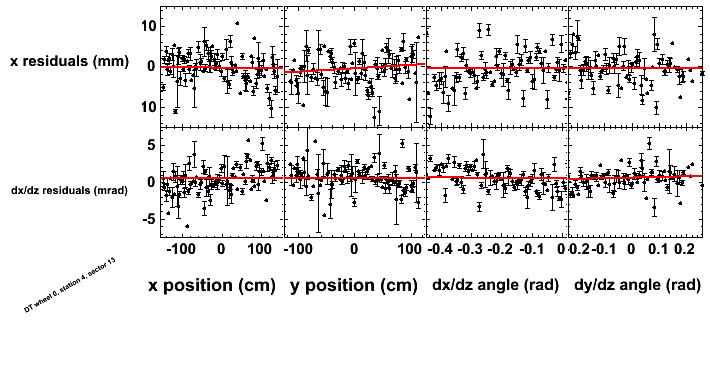 10
x residuals (mm)
0
10
5
dx/dz residuals (mrad)
0
-5
-100 0 100 -100 0 100 -0.4 -0.3 -0.2 -0.1 0 0.2 -0.1 0 0.1 0.2
x position (cm) y position (cm) dx/dz angle (rad) dy/dz angle (rad)
DT wheel 0, station 4, sector 13